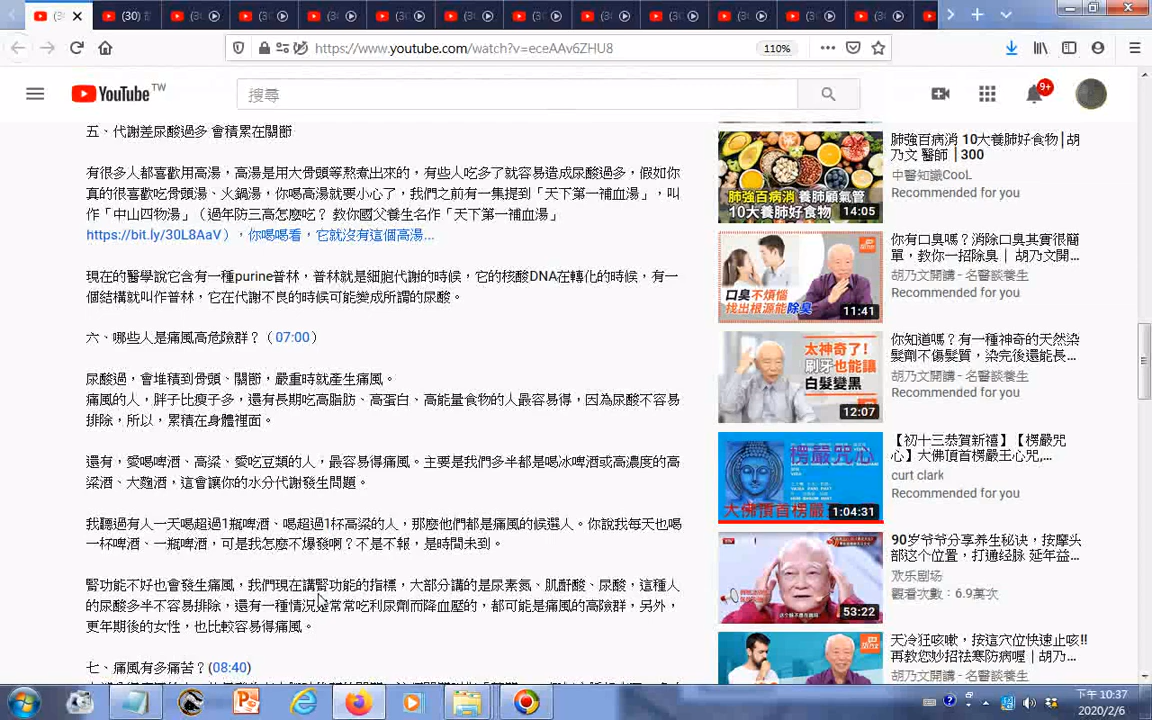 (30)
https://www.youtube.com/watch?v=eceAAv6ZHU8
110%
YouTube TW
搜尋
9+
五、代謝差尿酸過多 會積累在關節
有很多人都喜歡用高湯，高湯是用大骨頭等熬煮出來的，有些人吃多了就容易造成尿酸過多，假如你
真的很喜歡吃骨頭湯、火鍋湯，你喝高湯就要小心了，我們之前有一集提到「天下第一補血湯」，叫
作「中山四物湯」（過年防三高怎麼吃？ 教你國父養生名作「天下第一補血湯」
https://bit.ly/30L8AaV），你喝喝看，它就沒有這個高湯...
現在的醫學說它含有一種purine普林，普林就是細胞代謝的時候，它的核酸DNA在轉化的時候，有一
個結構就叫作普林，它在代謝不良的時候可能變成所謂的尿酸。
六、哪些人是痛風高危險群？（07:00）
尿酸過，會堆積到骨頭、關節，嚴重時就產生痛風。
痛風的人，胖子比瘦子多，還有長期吃高脂肪、高蛋白、高能量食物的人最容易得，因為尿酸不容易
排除，所以，累積在身體裡面。
還有，愛喝啤酒、高粱、愛吃豆類的人，最容易得痛風。主要是我們多半都是喝冰啤酒或高濃度的高
粱酒、大麴酒，這會讓你的水分代謝發生問題。
我聽過有人一天喝超過1瓶啤酒、喝超過1杯高粱的人，那麼他們都是痛風的候選人。你說我每天也喝
一杯啤酒、一瓶啤酒，可是我怎麼不爆發啊？不是不報，是時間未到。
腎功能不好也會發生痛風，我們現在講腎功能的指標，大部分講的是尿素氮、肌酐酸、尿酸，這種人
的尿酸多半不容易排除，還有一種情況是常常吃利尿劑而降血壓的，都可能是痛風的高險群，另外，
更年期後的女性，也比較容易得痛風。
七、痛風有多痛苦？(08:40)
肺強百病消 養肺顧氣管
10大養肺好食物
14:05
肺強百病消 10大養肺好食物|胡
乃文 醫師 | 300
中醫知識CooL
Recommended for you
口臭不煩惱
找出根源能除臭
11:41
你有口臭嗎？消除口臭其實很簡
單，教你一招除臭 | 胡乃文開...
胡乃文開講 - 名醫談養生
Recommended for you
太神奇了！
刷牙也能讓
白髮變黑
12:07
你知道嗎？有一種神奇的天然染
髮劑不傷髮質，染完後還能長...
胡乃文開講 - 名醫談養生
Recommended for you
楞嚴咒心
大佛頂首楞嚴
1:04:31
【初十三恭賀新禧】【楞嚴咒
心】大佛頂首楞嚴王心咒,...
curt clark
Recommended for you
53:22
90岁爷爷分享养生秘诀，按摩头
部这个位置，打通经脉 延年益...
欢乐剧场
觀看次數：6.9萬次
天冷狂咳嗽，按這穴位快速止咳!!
再教您妙招祛寒防病喔 | 胡乃...
下午 10:37
2020/2/6